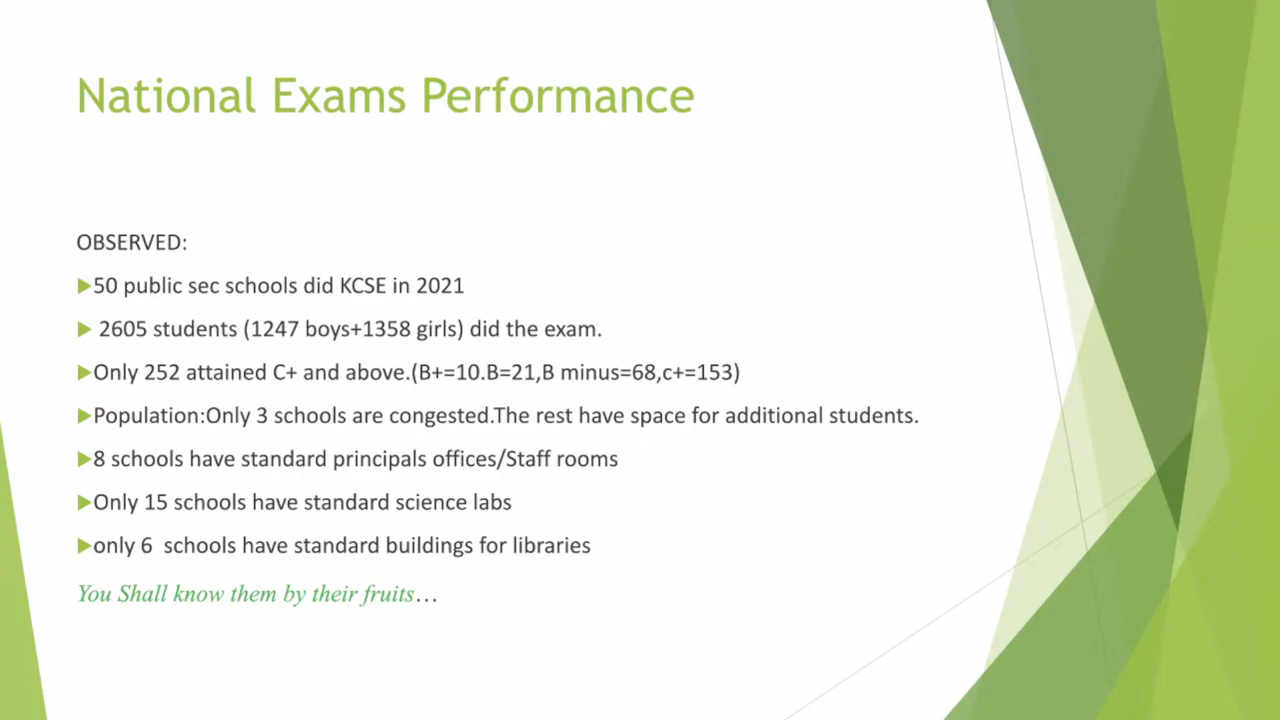 National Exams Performance
OBSERVED:
50 public sec schools did KCSE in 2021
2605 students (1247 boys+1358 girls) did the exam.
Only 252 attained C+ and above.(B+=10.B=21,B minus=68,c+=153)
Population:Only 3 schools are congested.The rest have space for additional students.
8 schools have standard principals offices/Staff rooms
Only 15 schools have standard science labs
only 6  schools have standard buildings for libraries
You Shall know them by their fruits…